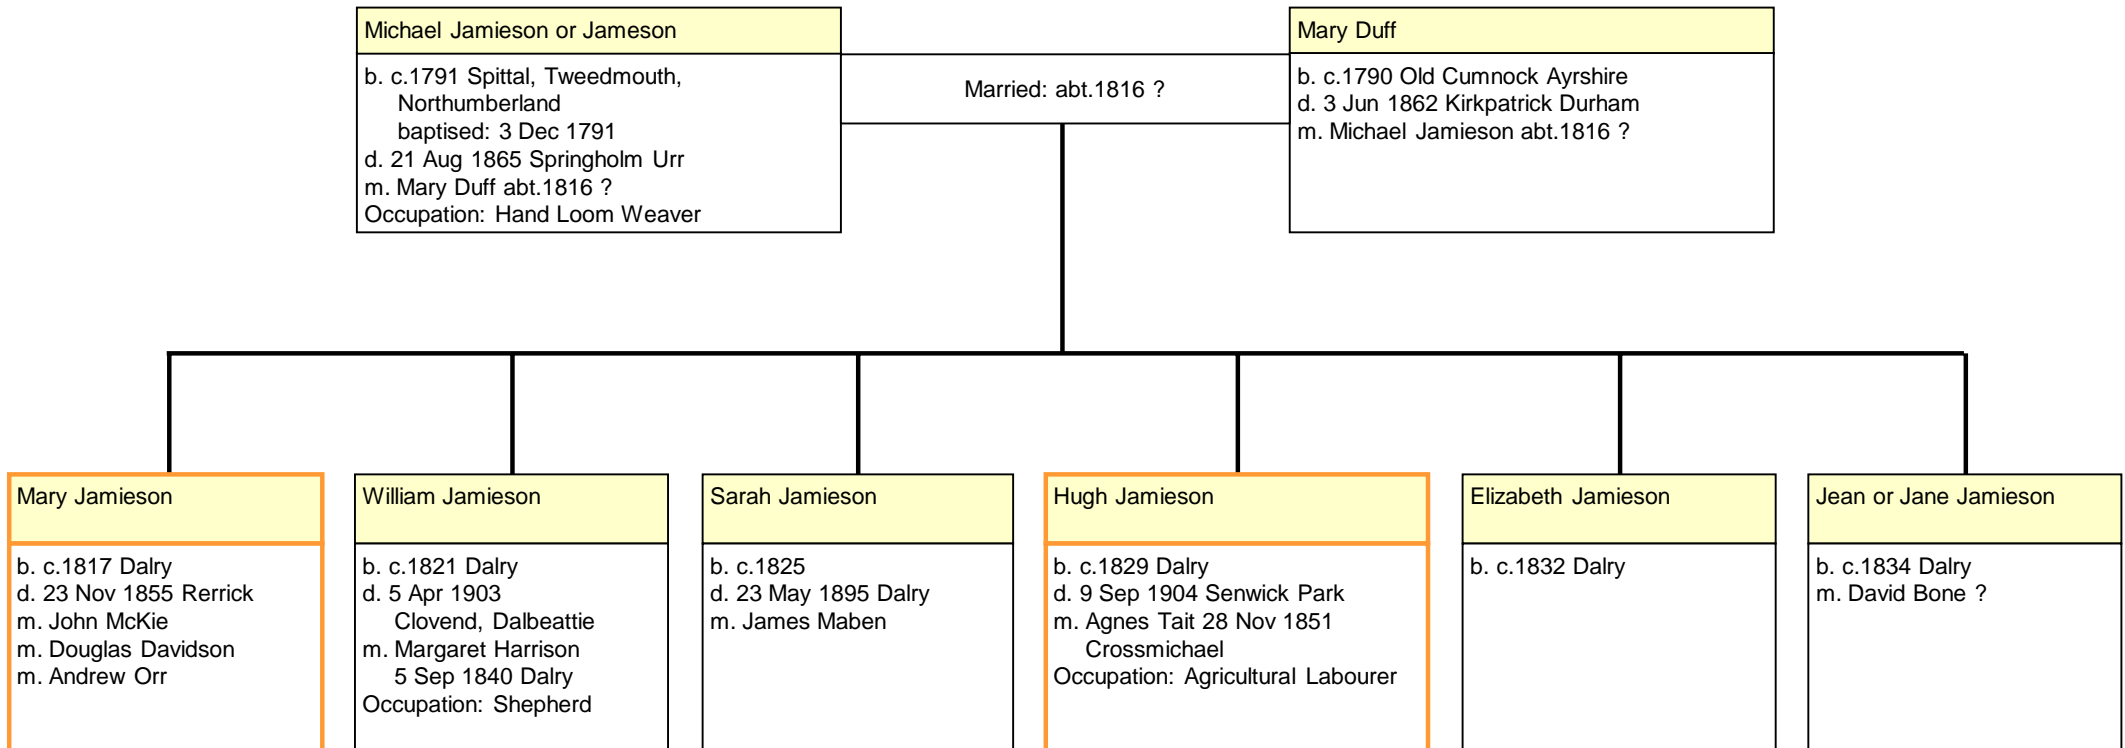 Michael Jamieson or Jameson
b. c.1791 Spittal, Tweedmouth,
Northumberland
baptised: 3 Dec 1791
d. 21 Aug 1865 Springholm Urr
m. Mary Duff abt.1816 ?
Occupation: Hand Loom Weaver
Married: abt.1816 ?
Mary Duff
b. c.1790 Old Cumnock Ayrshire
d. 3 Jun 1862 Kirkpatrick Durham
m. Michael Jamieson abt.1816 ?
Mary Jamieson
b. c.1817 Dalry
d. 23 Nov 1855 Rerrick
m. John McKie
m. Douglas Davidson
m. Andrew Orr
William Jamieson
b. c.1821 Dalry
d. 5 Apr 1903
Clovend, Dalbeattie
m. Margaret Harrison
5 Sep 1840 Dalry
Occupation: Shepherd
Sarah Jamieson
b. c.1825
d. 23 May 1895 Dalry
m. James Maben
Hugh Jamieson
b. c.1829 Dalry
d. 9 Sep 1904 Senwick Park
m. Agnes Tait 28 Nov 1851
Crossmichael
Occupation: Agricultural Labourer
Elizabeth Jamieson
b. c.1832 Dalry
Jean or Jane Jamieson
b. c.1834 Dalry
m. David Bone ?